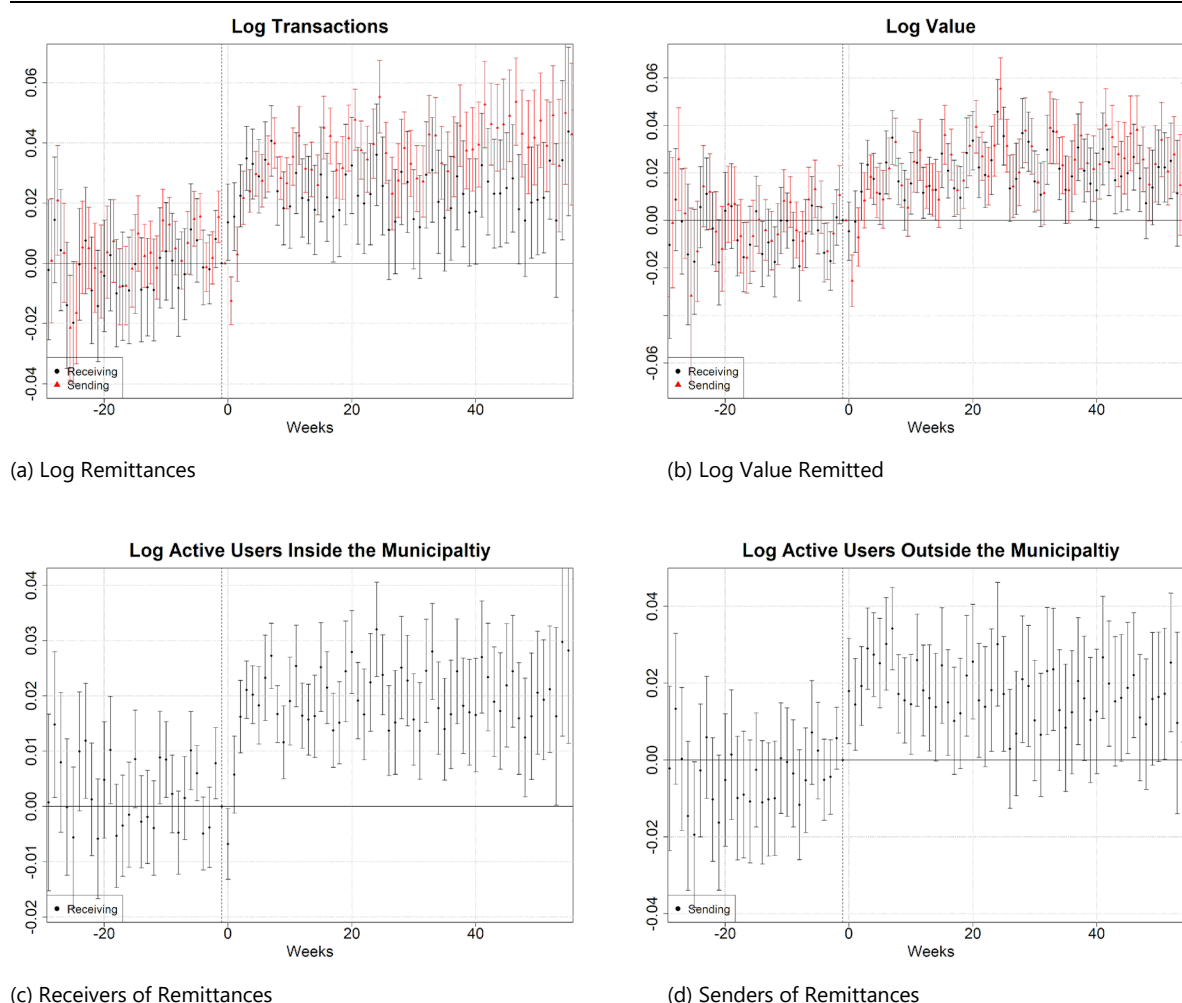 Log Transactions
0.06
0.04
0.02
0.00
-0.02
-0.04
Receiving
Sending
-20
0
20
40
Weeks
(a) Log Remittances
Log Value
0.06
0.04
0.02
0.00
-0.02
-0.06
Receiving
Sending
-20
0
20
40
Weeks
(b) Log Value Remitted
Log Active Users Inside the Municipaltiy
0.04
0.03
0.02
0.01
0.00
-0.01
-0.02
Receiving
-20
0
20
40
Weeks
(c) Receivers of Remittances
Log Active Users Outside the Municipaltiy
0.04
0.02
0.00
-0.02
-0.04
Sending
-20
0
20
40
Weeks
(d) Senders of Remittances